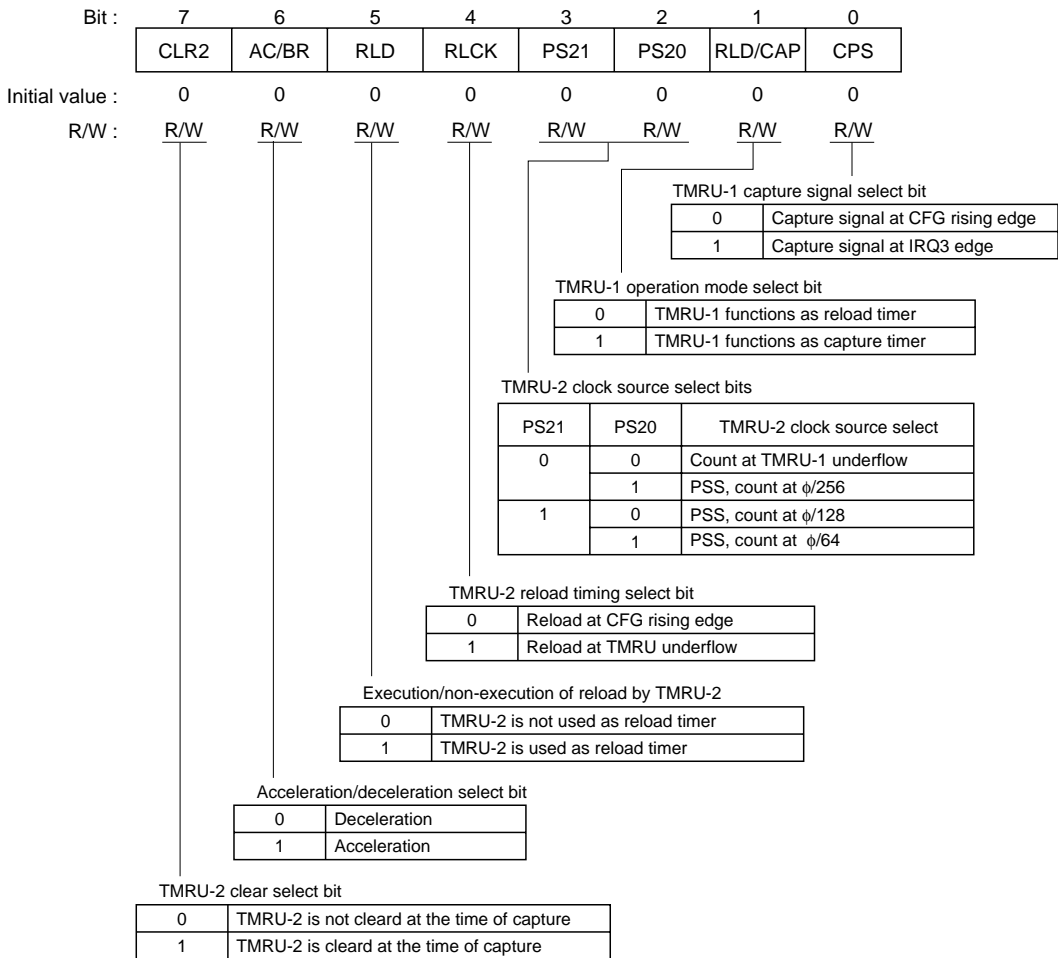 Bit : 7 6 5 4 3 2 1 0
CLR2 AC/BR RLD RLCK PS21 PS20 RLD/CAP CPS
Initial value : 0 0 0 0 0 0 0 0
R/W : R/W R/W R/W R/W R/W R/W R/W R/W
TMRU-1 capture signal select bit
0 Capture signal at CFG rising edge
1 Capture signal at IRQ3 edge
TMRU-1 operation mode select bit
0 TMRU-1 functions as reload timer
1 TMRU-1 functions as capture timer
TMRU-2 clock source select bits
PS21 PS20 TMRU-2 clock source select
0 0 Count at TMRU-1 underflow
1 PSS, count at ϕ/256
1 0 PSS, count at ϕ/128
1 PSS, count at ϕ/64
TMRU-2 reload timing select bit
0 Reload at CFG rising edge
1 Reload at TMRU underflow
Execution/non-execution of reload by TMRU-2
0 TMRU-2 is not used as reload timer
1 TMRU-2 is used as reload timer
Acceleration/deceleration select bit
0 Deceleration
1 Acceleration
TMRU-2 clear select bit
0 TMRU-2 is not cleard at the time of capture
1 TMRU-2 is cleard at the time of capture